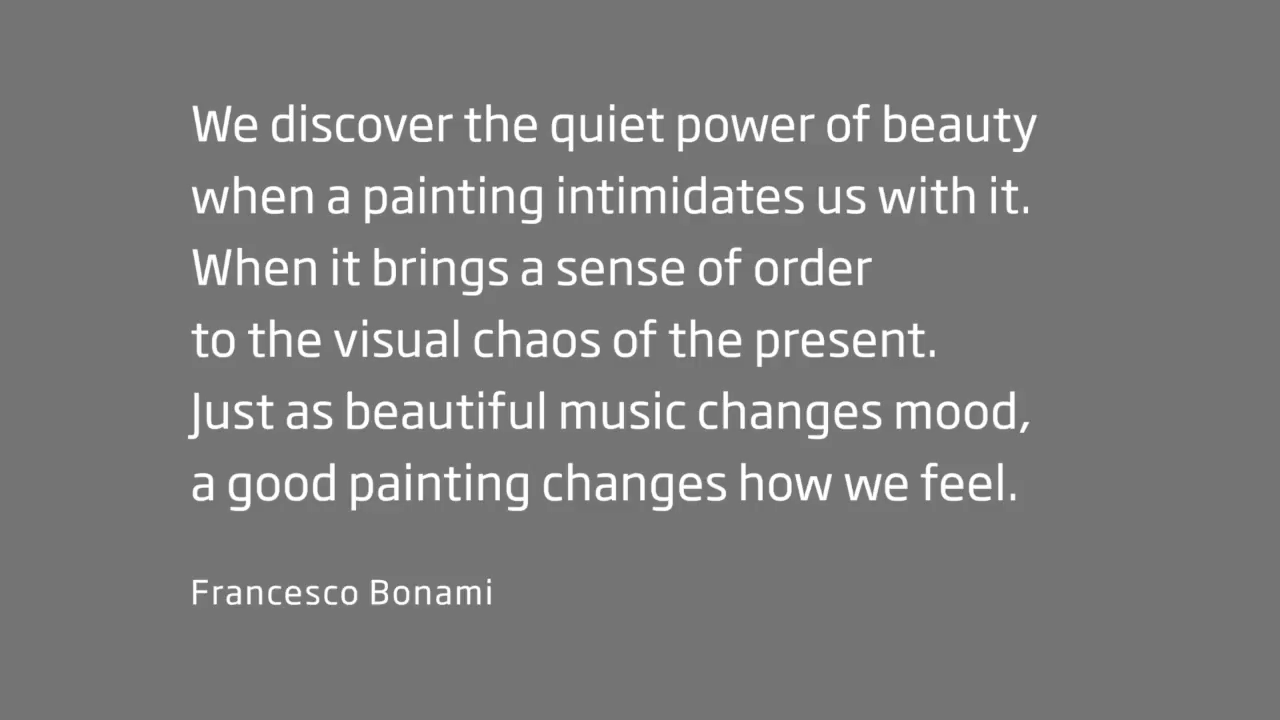 We discover the quiet power of beauty
when a painting intimidates us with it.
When it brings a sense of order
to the visual chaos of the present.
Just as beautiful music changes mood,
a good painting changes how we feel.
Francesco Bonami